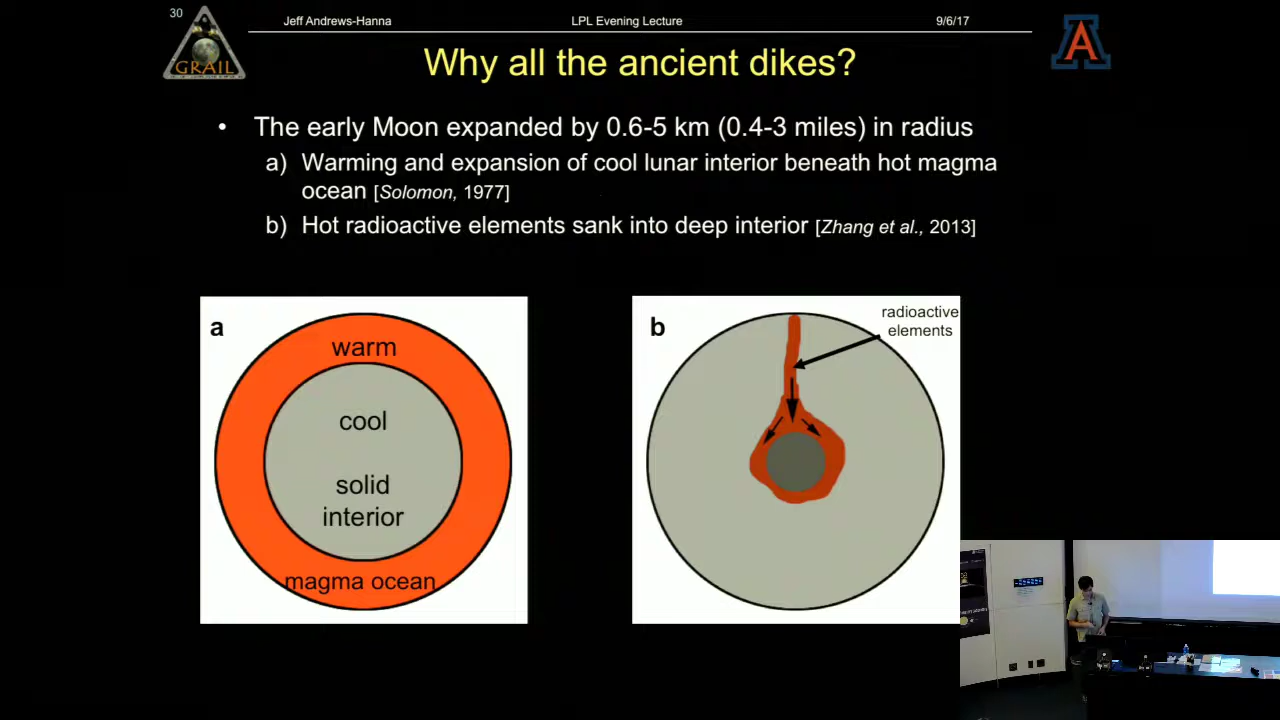 30
Jeff Andrews-Hanna LPL Evening Lecture 9/6/17
GRAIL
A
Why all the ancient dikes?
• The early Moon expanded by 0.6-5 km (0.4-3 miles) in radius
a) Warming and expansion of cool lunar interior beneath hot magma
ocean [Solomon, 1977]
b) Hot radioactive elements sank into deep interior [Zhang et al., 2013]
a
warm
cool
solid
interior
magma ocean
b
radioactive
elements